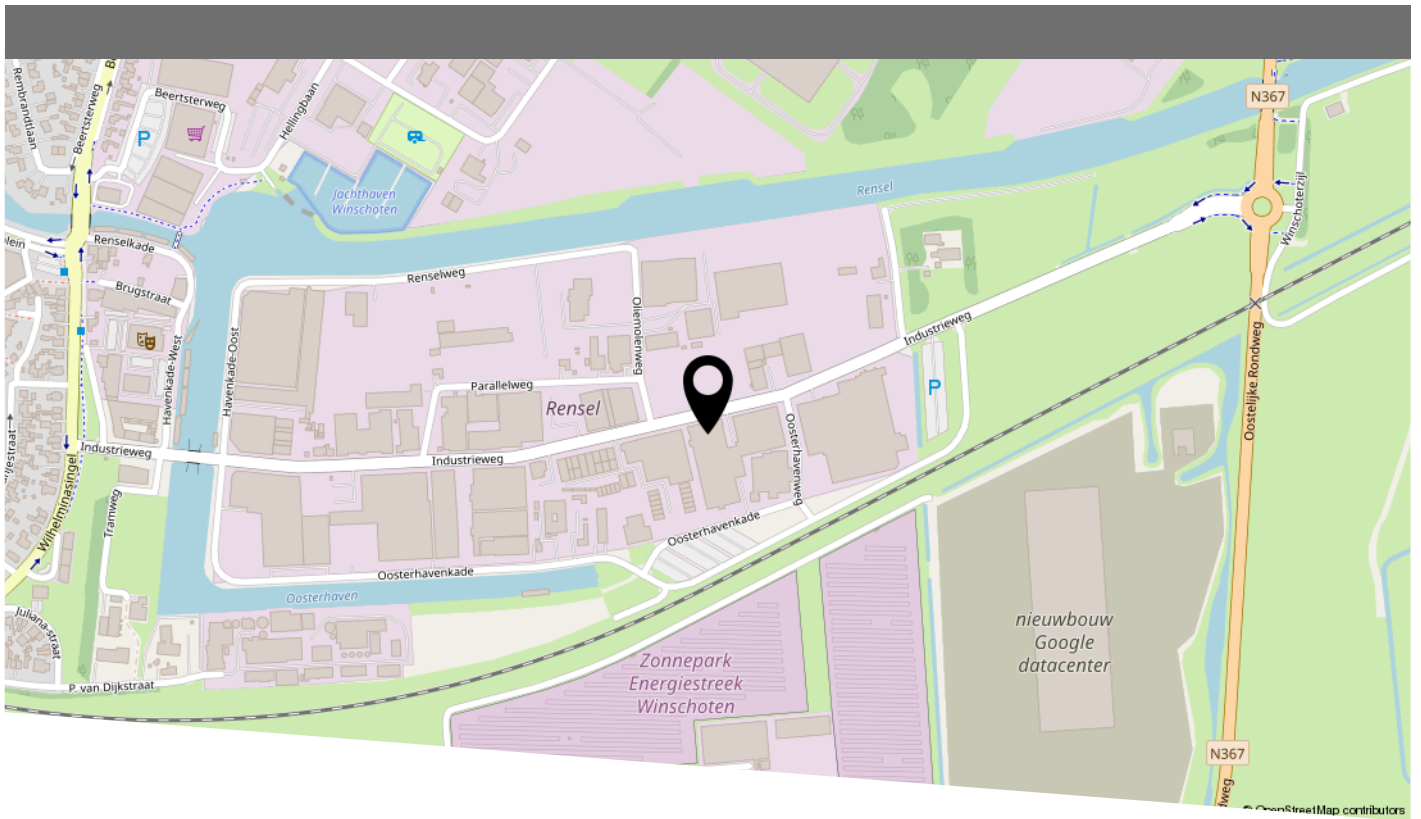 Rembrandtlaan
Beertsterweg
Beertsterweg
P
Hellingbaan
N367
Jachthaven
Winschoten
Rensel
Winschoterzijl
Renselkade
Brugstraat
Renselweg
Havenkade-West
Havenkade-Oost
Oliemolenweg
Industrieweg
Oostelijke Rondweg
Parallelweg
Rensel
P
Industrieweg
Industrieweg
Oosterhavenweg
Wilhelminasingel
Tramweg
Oosterhavenkade
Oosterhavenkade
Oosterhaven
Juliana-straat
P. van Dijkstraat
Zonnepark
Energiestreek
Winschoten
nieuwbouw
Google
datacenter
N367
© OpenStreetMap contributors